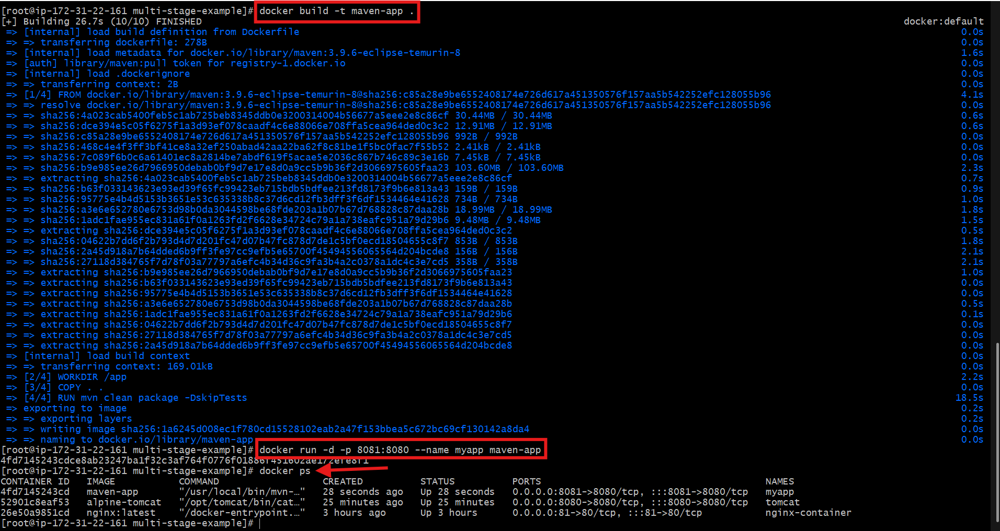 [root@ip-172-31-22-161 multi-stage-example]# docker build -t maven-app .
[+] Building 26.7s (10/10) FINISHED docker:default
=> [internal] load build definition from Dockerfile 0.0s
=> => transferring dockerfile: 278B 0.0s
=> [internal] load metadata for docker.io/library/maven:3.9.6-eclipse-temurin-8 1.6s
=> [auth] library/maven:pull token for registry-1.docker.io 0.0s
=> [internal] load .dockerignore 0.0s
=> => transferring context: 2B 0.0s
=> [1/4] FROM docker.io/library/maven:3.9.6-eclipse-temurin-8@sha256:c85a28e9be6552408174e726d617a451350576f157aa5b542252efc128055b96 4.1s
=> => resolve docker.io/library/maven:3.9.6-eclipse-temurin-8@sha256:c85a28e9be6552408174e726d617a451350576f157aa5b542252efc128055b96 0.0s
=> => sha256:4a023cab5400feb5c1ab725beb8345ddb0e3200314004b56677a5eee2e8c86cf 30.44MB / 30.44MB 0.6s
=> => sha256:dce394e5c05f6275f1a3d93ef078caadf4c6e88066e708ffa5cea964ded0c3c2 12.91MB / 12.91MB 0.6s
=> => sha256:c85a28e9be6552408174e726d617a451350576f157aa5b542252efc128055b96 992B / 992B 0.0s
=> => sha256:468c4e4f3ff3bf41ce8a32ef250abad42aa22ba62f8c81be1f5bc0fac7f55b52 2.41kB / 2.41kB 0.0s
=> => sha256:7c089f6b0c6a61401ec8a2814be7abdf619f5acae5e2036c867b746c89c3e16b 7.45kB / 7.45kB 0.0s
=> => sha256:b9e985ee26d7966950debab0bf9d7e17e8d0a9cc5b9b36f2d3066975605faa23 103.60MB / 103.60MB 2.3s
=> => extracting sha256:4a023cab5400feb5c1ab725beb8345ddb0e3200314004b56677a5eee2e8c86cf 0.7s
=> => sha256:b63f033143623e93ed39f65fc99423eb715bdb5bdfee213fd8173f9b6e813a43 159B / 159B 0.9s
=> => sha256:95775e4b4d5153b3651e53c635338b8c37d6cd12fb3dff3f6df1534464e41628 734B / 734B 1.0s
=> => sha256:a3e6e652780e6753d98b0da3044598be68fde203a1b07b67d768828c87daa28b 18.99MB / 18.99MB 1.8s
=> => sha256:1adc1fae955ec831a61f0a1263fd2f6628e34724c79a1a738eafc951a79d29b6 9.48MB / 9.48MB 1.5s
=> => extracting sha256:dce394e5c05f6275f1a3d93ef078caadf4c6e88066e708ffa5cea964ded0c3c2 0.5s
=> => sha256:04622b7dd6f2b793d4d7d201fc47d07b47fc878d7de1c5bf0ecd18504655c8f7 853B / 853B 1.8s
=> => sha256:2a45d918a7b64dded6b9ff3fe97cc9efb5e65700f45494556065564d204bcde8 156B / 156B 2.1s
=> => sha256:27118d384765f7d78f03a77797a6efc4b34d36c9fa3b4a2c0378a1dc4c3e7cd5 358B / 358B 2.1s
=> => extracting sha256:b9e985ee26d7966950debab0bf9d7e17e8d0a9cc5b9b36f2d3066975605faa23 1.0s
=> => extracting sha256:b63f033143623e93ed39f65fc99423eb715bdb5bdfee213fd8173f9b6e813a43 0.0s
=> => extracting sha256:95775e4b4d5153b3651e53c635338b8c37d6cd12fb3dff3f6df1534464e41628 0.0s
=> => extracting sha256:a3e6e652780e6753d98b0da3044598be68fde203a1b07b67d768828c87daa28b 0.5s
=> => extracting sha256:1adc1fae955ec831a61f0a1263fd2f6628e34724c79a1a738eafc951a79d29b6 0.1s
=> => extracting sha256:04622b7dd6f2b793d4d7d201fc47d07b47fc878d7de1c5bf0ecd18504655c8f7 0.0s
=> => extracting sha256:27118d384765f7d78f03a77797a6efc4b34d36c9fa3b4a2c0378a1dc4c3e7cd5 0.0s
=> => extracting sha256:2a45d918a7b64dded6b9ff3fe97cc9efb5e65700f45494556065564d204bcde8 0.0s
=> [internal] load build context 0.0s
=> => transferring context: 169.01kB 0.0s
=> [2/4] WORKDIR /app 2.2s
=> [3/4] COPY . . 0.0s
=> [4/4] RUN mvn clean package -DskipTests 18.5s
=> exporting to image 0.2s
=> => exporting layers 0.2s
=> => writing image sha256:1a6245d008ec1f780cd15528102eab2a47f153bbea5c672bc69cf130142a8da4 0.0s
=> => naming to docker.io/library/maven-app 0.0s
[root@ip-172-31-22-161 multi-stage-example]# docker run -d -p 8081:8080 --name myapp maven-app
4fd7145243cdce8ab23247ba1f32c3af764f0776f01886f451602ae172efe8f1
[root@ip-172-31-22-161 multi-stage-example]# docker ps
CONTAINER ID IMAGE COMMAND CREATED STATUS PORTS NAMES
4fd7145243cd maven-app "/usr/local/bin/mvn-…" 28 seconds ago Up 28 seconds 0.0.0.0:8081->8080/tcp, :::8081->8080/tcp myapp
52901c8eaf53 alpine-tomcat "/opt/tomcat/bin/cat…" 25 minutes ago Up 25 minutes 0.0.0.0:8080->8080/tcp, :::8080->8080/tcp tomcat
26e50a9851cd nginx:latest "/docker-entrypoint.…" 3 hours ago Up 3 hours 0.0.0.0:81->80/tcp, :::81->80/tcp nginx-container
[root@ip-172-31-22-161 multi-stage-example]#